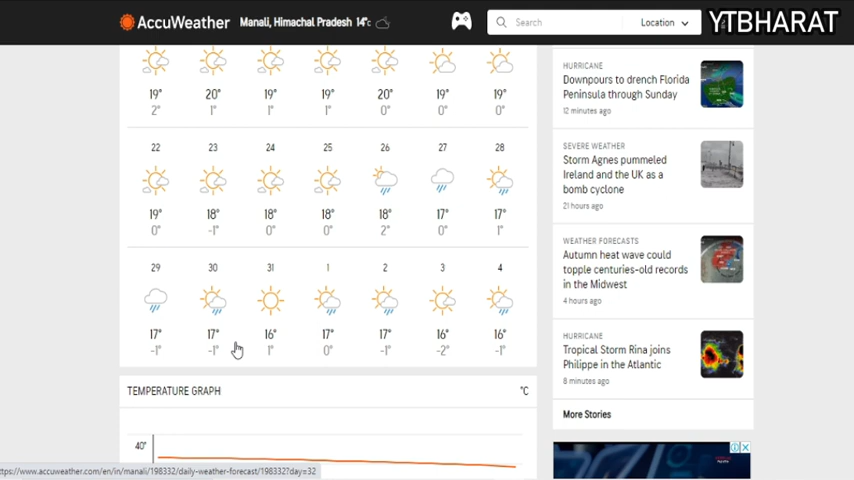 AccuWeather
Manali, Himachal Pradesh 14°c
Search
Location
YTBHARAT
19° 20° 19° 19° 20° 19° 19°
2° 1° 1° 1° 0° 0° 0°
22 23 24 25 26 27 28
19° 18° 18° 18° 18° 17° 17°
0° -1° 0° 0° 2° 0° 1°
29 30 31 1 2 3 4
17° 17° 16° 17° 17° 16° 16°
-1° -1° 1° 0° -1° -2° -1°
TEMPERATURE GRAPH °C
40°
HURRICANE
Downpours to drench Florida
Peninsula through Sunday
12 minutes ago
SEVERE WEATHER
Storm Agnes pummeled
Ireland and the UK as a
bomb cyclone
21 hours ago
WEATHER FORECASTS
Autumn heat wave could
topple centuries-old records
in the Midwest
4 hours ago
HURRICANE
Tropical Storm Rina joins
Philippe in the Atlantic
8 minutes ago
More Stories
ttps://www.accuweather.com/en/in/manali/198332/daily-weather-forecast/198332?day=32